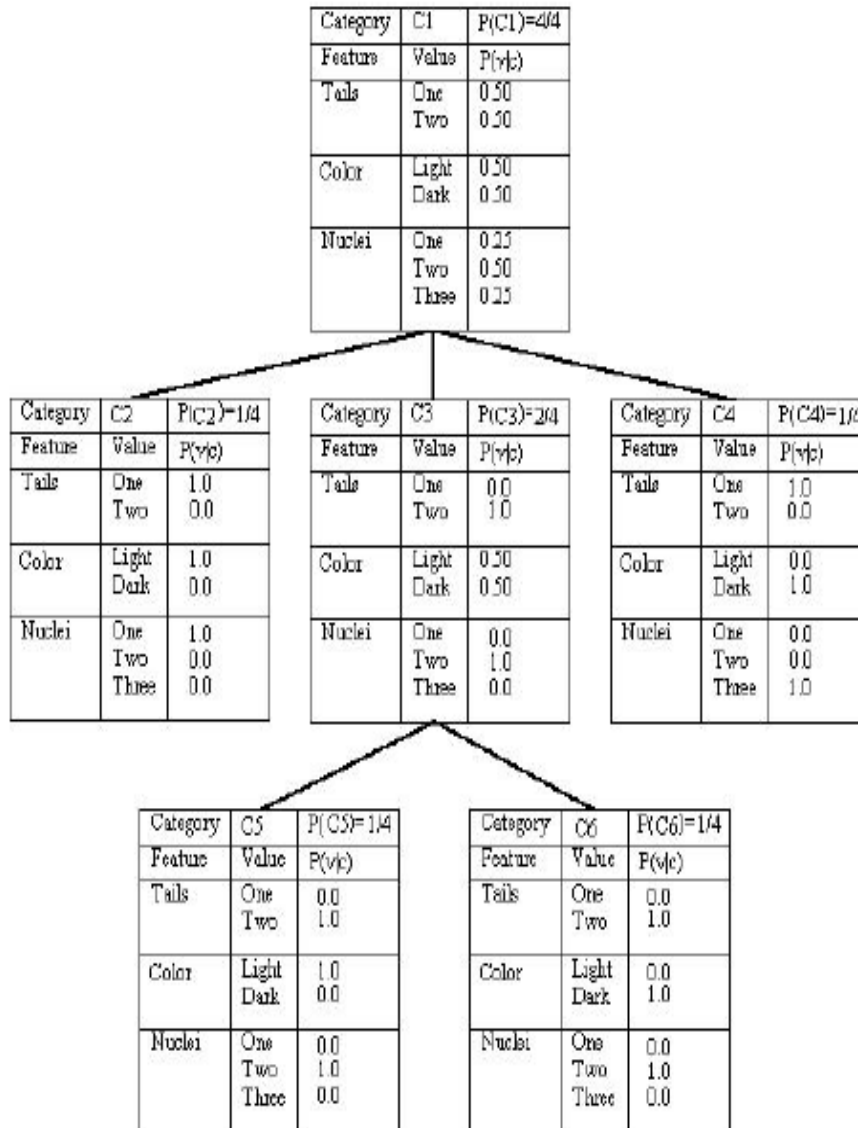 Category C1 P(C1)=4/4
Feature Value P(v|c)
Tails One 0.50
Two 0.50
Color Light 0.50
Dark 0.50
Nuclei One 0.25
Two 0.50
Three 0.25
Category C2 P(C2)=1/4
Feature Value P(v|c)
Tails One 1.0
Two 0.0
Color Light 1.0
Dark 0.0
Nuclei One 1.0
Two 0.0
Three 0.0
Category C3 P(C3)=2/4
Feature Value P(v|c)
Tails One 0.0
Two 1.0
Color Light 0.50
Dark 0.50
Nuclei One 0.0
Two 1.0
Three 0.0
Category C4 P(C4)=1/4
Feature Value P(v|c)
Tails One 1.0
Two 0.0
Color Light 0.0
Dark 1.0
Nuclei One 0.0
Two 0.0
Three 1.0
Category C5 P(C5)=1/4
Feature Value P(v|c)
Tails One 0.0
Two 1.0
Color Light 1.0
Dark 0.0
Nuclei One 0.0
Two 1.0
Three 0.0
Category C6 P(C6)=1/4
Feature Value P(v|c)
Tails One 0.0
Two 1.0
Color Light 0.0
Dark 1.0
Nuclei One 0.0
Two 1.0
Three 0.0